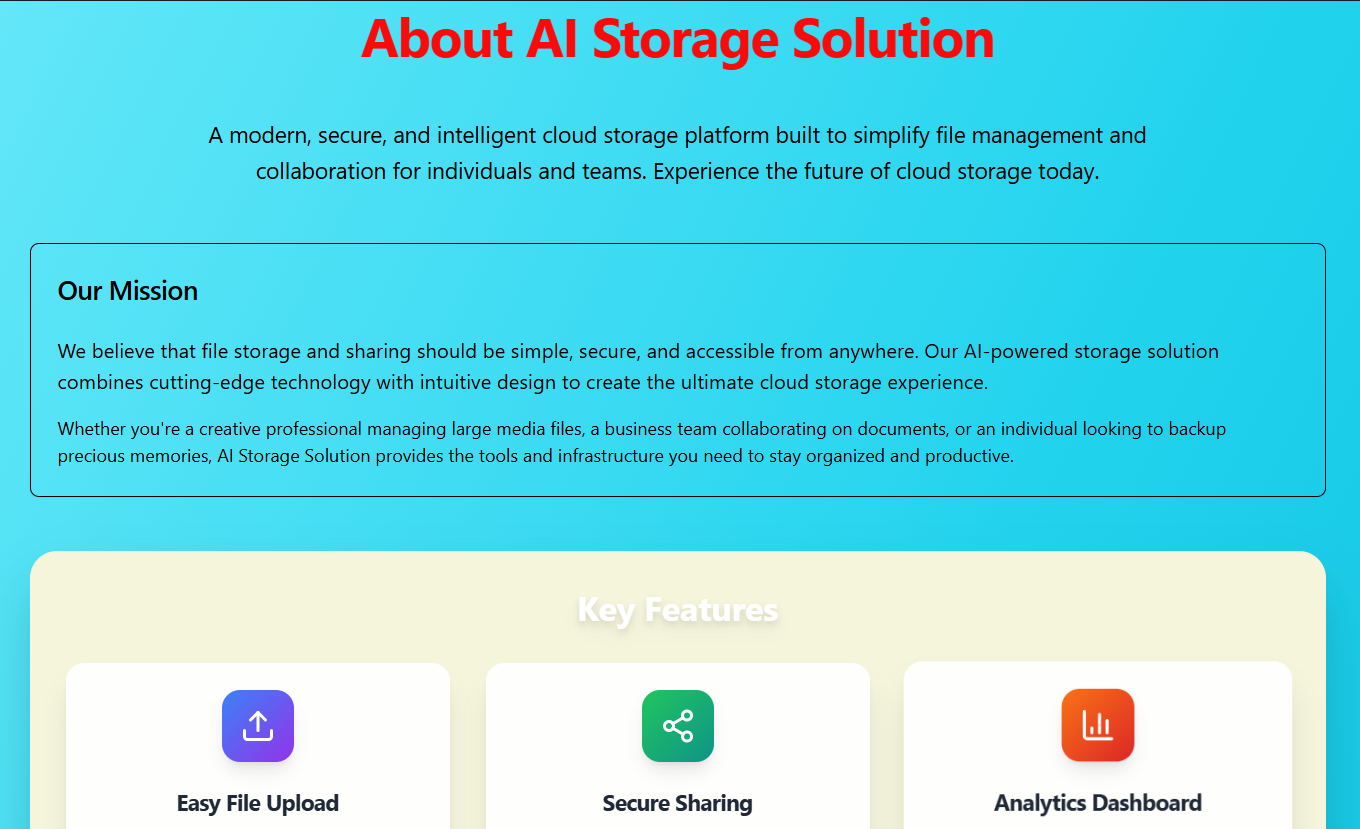 About AI Storage Solution
A modern, secure, and intelligent cloud storage platform built to simplify file management and
collaboration for individuals and teams. Experience the future of cloud storage today.
Our Mission
We believe that file storage and sharing should be simple, secure, and accessible from anywhere. Our AI-powered storage solution
combines cutting-edge technology with intuitive design to create the ultimate cloud storage experience.
Whether you're a creative professional managing large media files, a business team collaborating on documents, or an individual looking to backup
precious memories, AI Storage Solution provides the tools and infrastructure you need to stay organized and productive.
Key Features
Easy File Upload
Secure Sharing
Analytics Dashboard